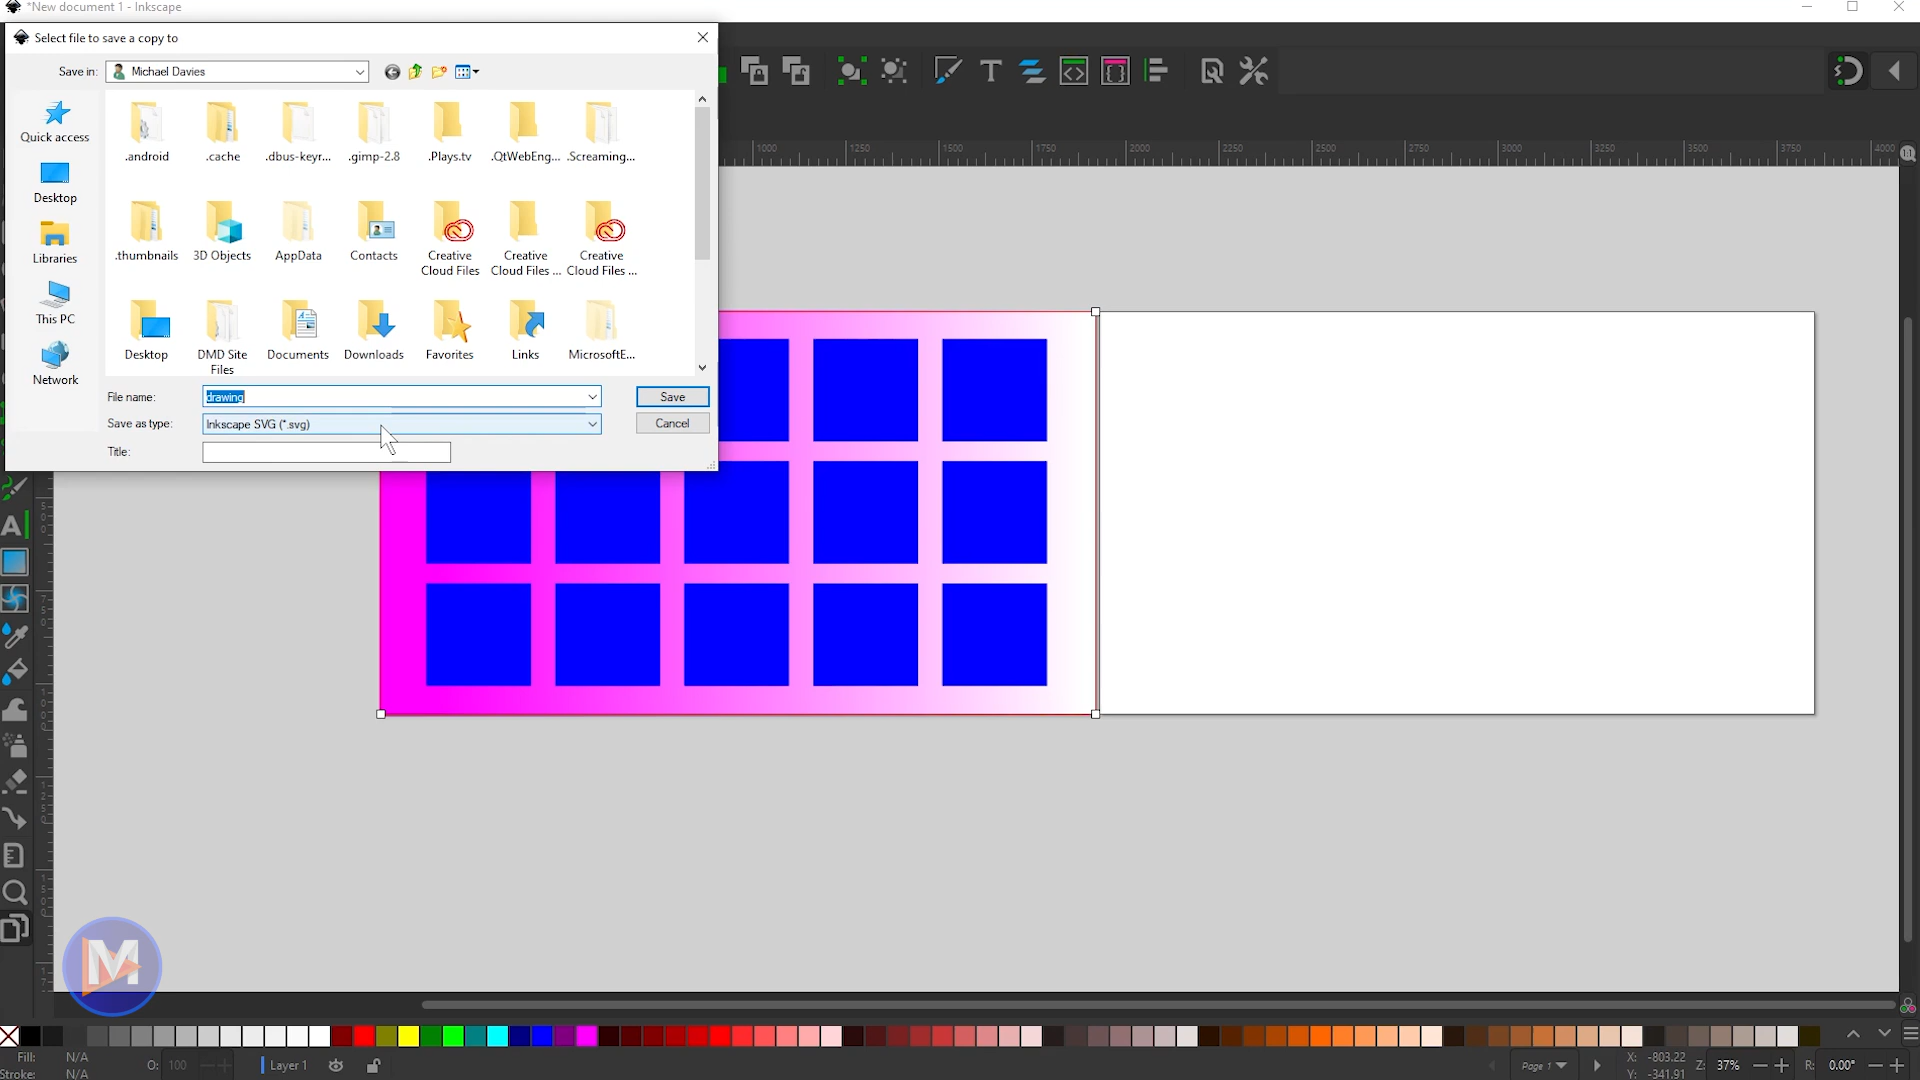 *New document 1 - Inkscape
Select file to save a copy to
Save in: Michael Davies
Quick access
Desktop
Libraries
This PC
Network
.android .cache .dbus-keyr... .gimp-2.8 .Plays.tv .QtWebEng... .Screaming...
.thumbnails 3D Objects AppData Contacts Creative Cloud Files Creative Cloud Files ... Creative Cloud Files ...
Desktop DMD Site Files Documents Downloads Favorites Links MicrosoftE...
File name: drawing Save
Save as type: Inkscape SVG (*.svg) Cancel
Title:
1000 1250 1500 1750 2000 2250 2500 2750 3000 3250 3500 3750 4000
M
Fill: N/A
Stroke: N/A
O: 100
Layer 1
Page 1
X: -803.22
Y: -341.91
Z: 37%
R: 0.00°